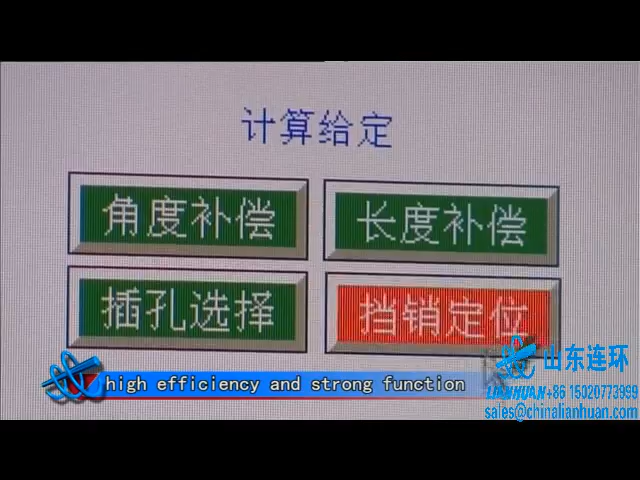 计算给定
角度补偿
长度补偿
插孔选择
挡销定位
high efficiency and strong function
山东连环
LIANHUAN +86 15020773999
sales@chinalianhuan.com